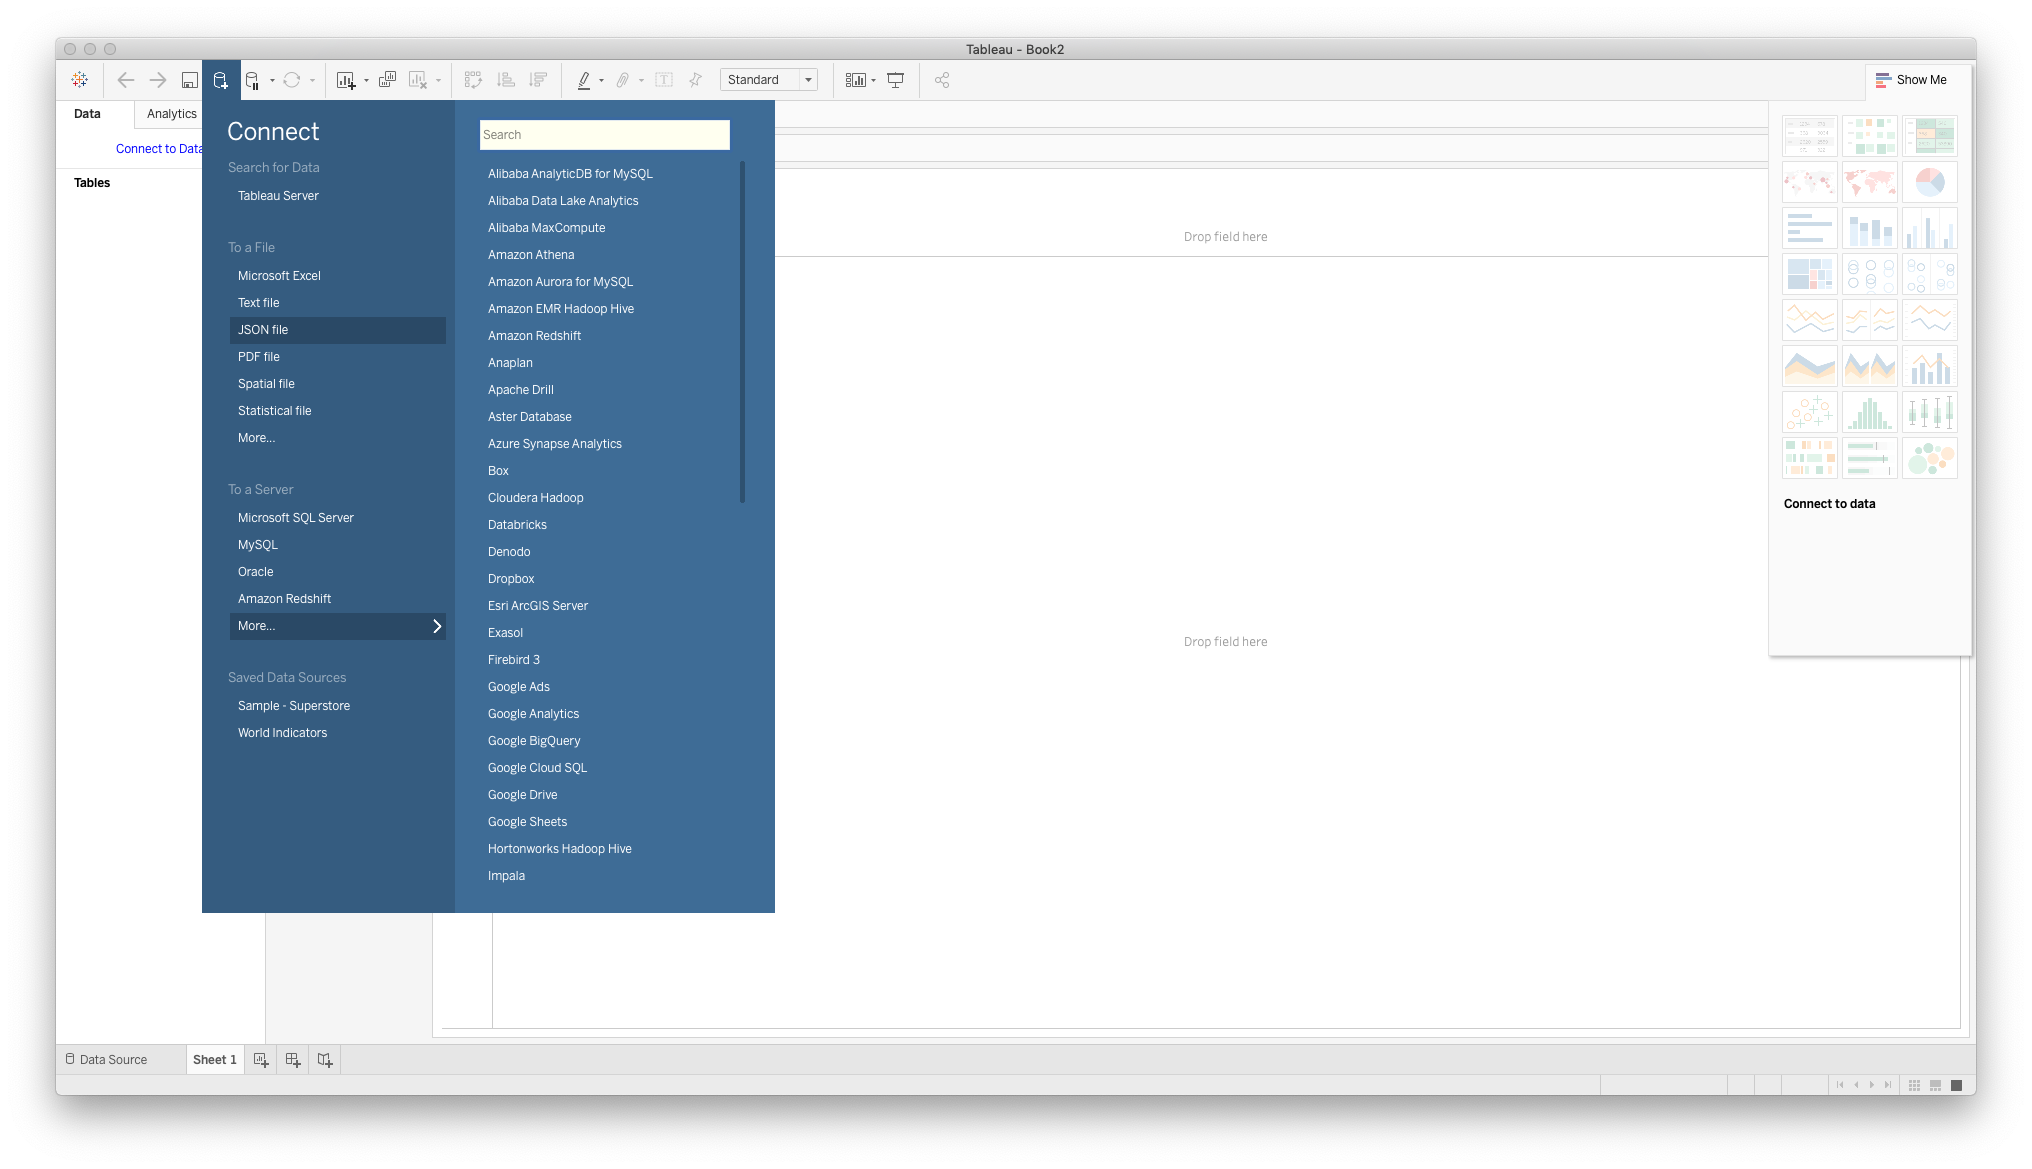 Tableau - Book2
Standard
Show Me
Data
Analytics
Connect to Data
Tables
Connect
Search for Data
Tableau Server
To a File
Microsoft Excel
Text file
JSON file
PDF file
Spatial file
Statistical file
More...
To a Server
Microsoft SQL Server
MySQL
Oracle
Amazon Redshift
More...
Saved Data Sources
Sample - Superstore
World Indicators
Search
Alibaba AnalyticDB for MySQL
Alibaba Data Lake Analytics
Alibaba MaxCompute
Amazon Athena
Amazon Aurora for MySQL
Amazon EMR Hadoop Hive
Amazon Redshift
Anaplan
Apache Drill
Aster Database
Azure Synapse Analytics
Box
Cloudera Hadoop
Databricks
Denodo
Dropbox
Esri ArcGIS Server
Exasol
Firebird 3
Google Ads
Google Analytics
Google BigQuery
Google Cloud SQL
Google Drive
Google Sheets
Hortonworks Hadoop Hive
Impala
Drop field here
Drop field here
Connect to data
Data Source
Sheet 1